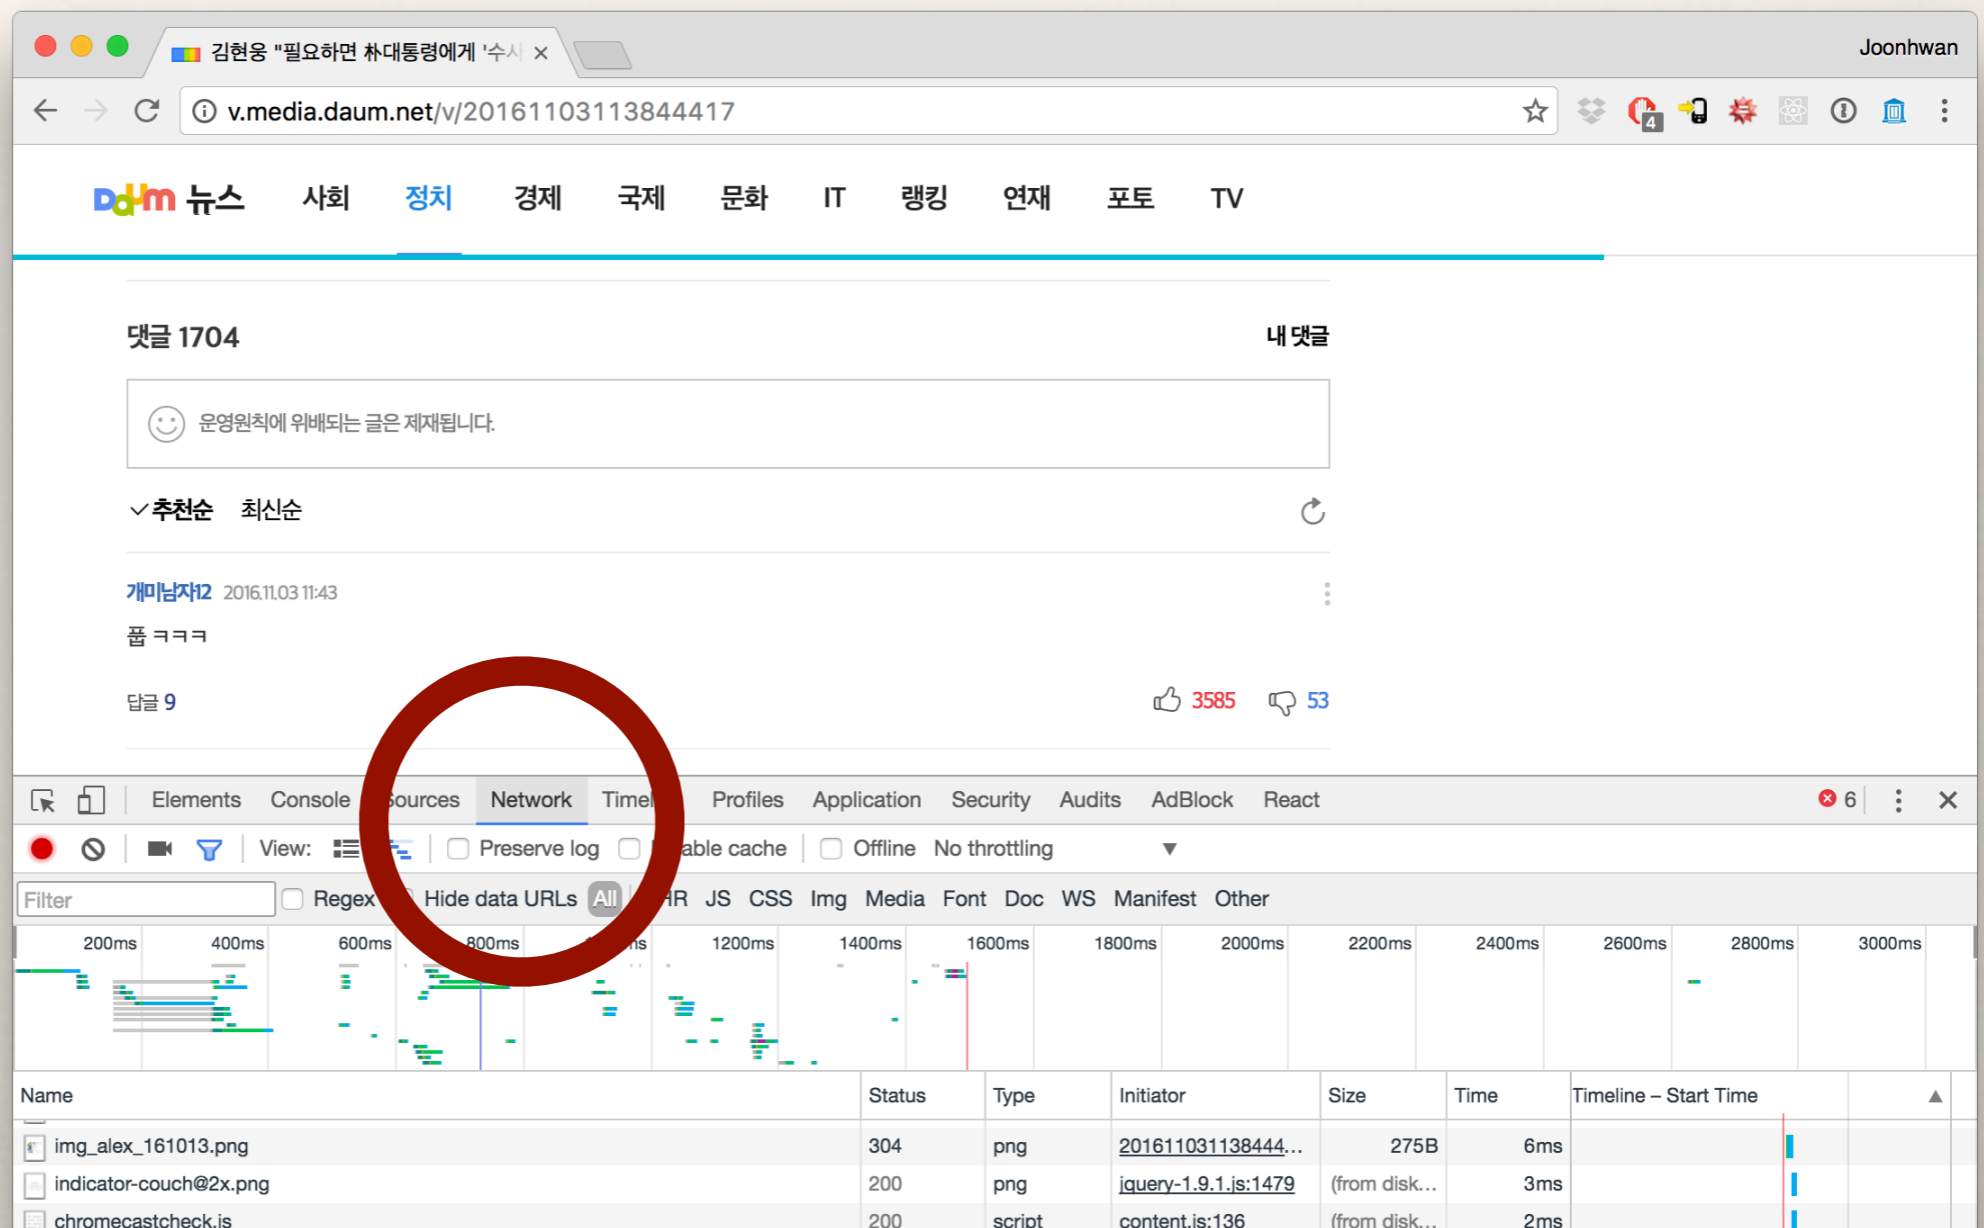 김현웅 "필요하면 朴대통령에게 '수사
Joonhwan
v.media.daum.net/v/20161103113844417
4
Daum 뉴스 사회 정치 경제 국제 문화 IT 랭킹 연재 포토 TV
댓글 1704 내 댓글
운영원칙에 위배되는 글은 제재됩니다.
추천순 최신순
개미남자12 2016.11.03 11:43
풉 ㅋㅋㅋ
답글 9 3585 53
Elements Console Sources Network Timel Profiles Application Security Audits AdBlock React 6
View: Preserve log able cache Offline No throttling
Filter Regex Hide data URLs All HR JS CSS Img Media Font Doc WS Manifest Other
200ms 400ms 600ms 800ms 1200ms 1400ms 1600ms 1800ms 2000ms 2200ms 2400ms 2600ms 2800ms 3000ms
Name Status Type Initiator Size Time Timeline – Start Time
img_alex_161013.png 304 png 201611031138444... 275B 6ms
indicator-couch@2x.png 200 png jquery-1.9.1.js:1479 (from disk... 3ms
chromecastcheck.js 200 script content.js:136 (from disk... 2ms